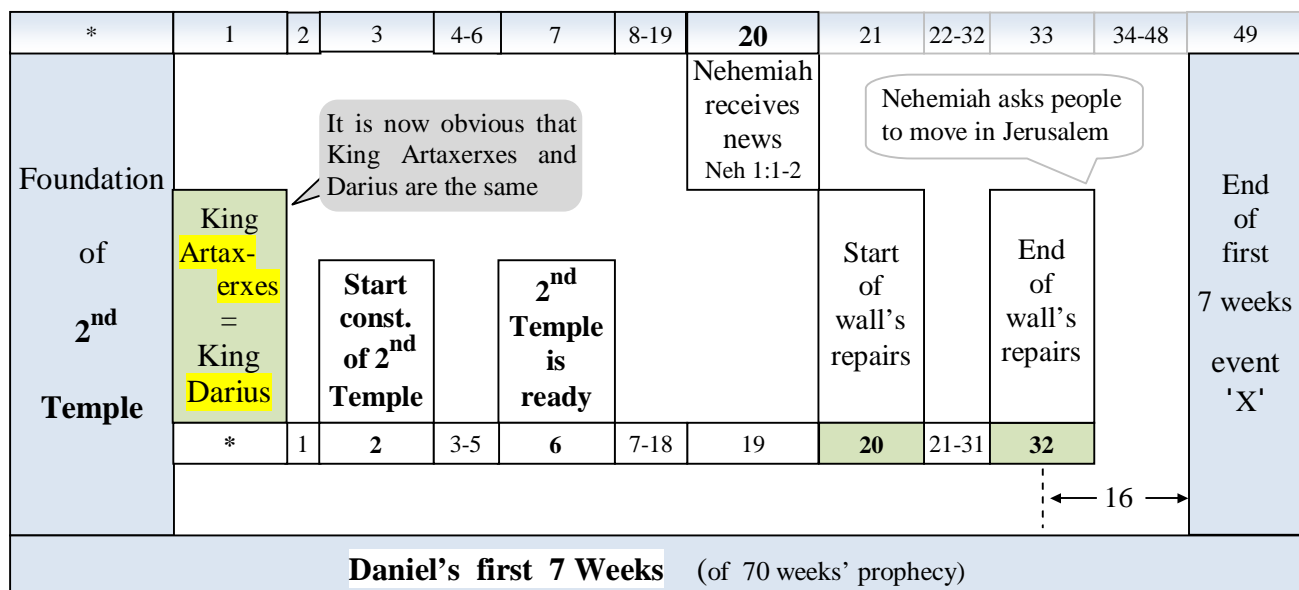 * 1 2 3 4-6 7 8-19 20 21 22-32 33 34-48 49
Foundation
of
2nd
Temple
King
Artax-
erxes
=
King
Darius
It is now obvious that
King Artaxerxes and
Darius are the same
Start
const.
of 2nd
Temple
2nd
Temple
is
ready
Nehemiah
receives
news
Neh 1:1-2
Start
of
wall's
repairs
Nehemiah asks people
to move in Jerusalem
End
of
wall's
repairs
End
of
first
7 weeks
event
'X'
* 1 2 3-5 6 7-18 19 20 21-31 32
16
Daniel's first 7 Weeks (of 70 weeks' prophecy)